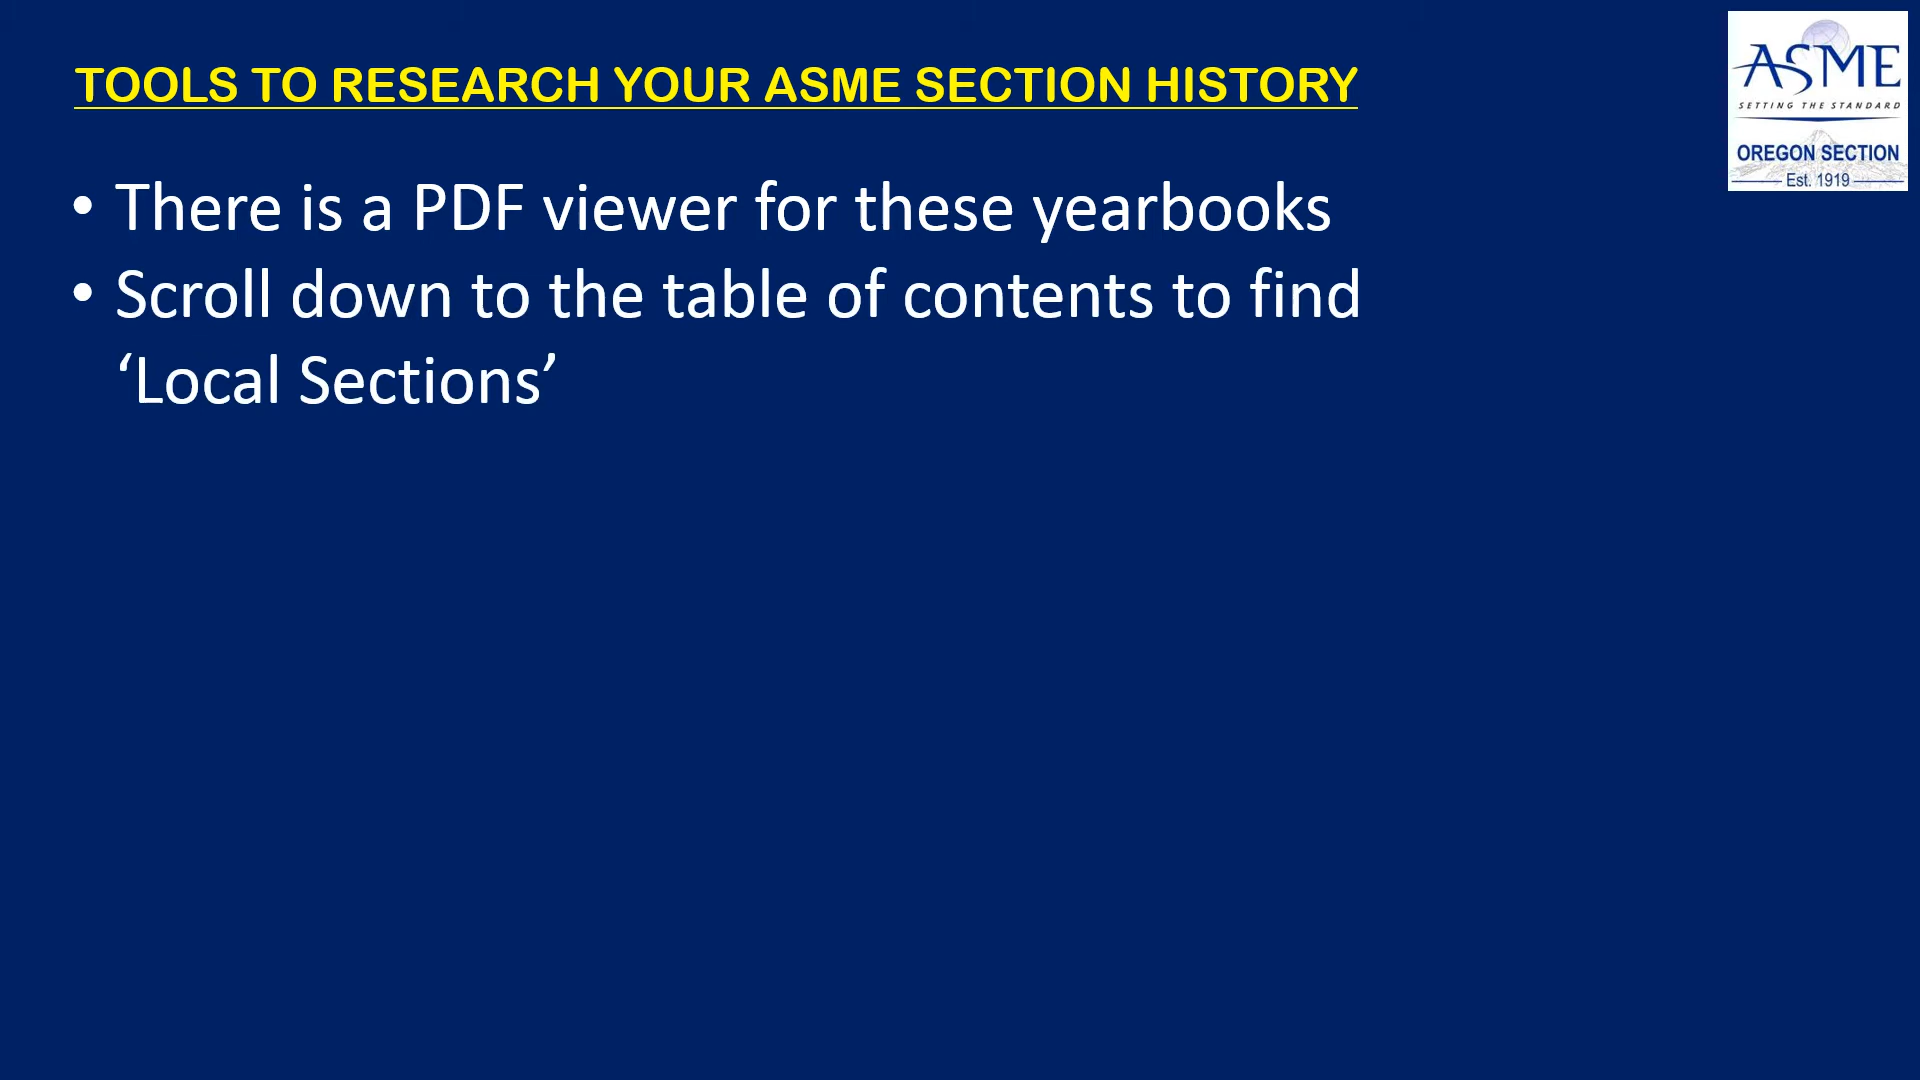 TOOLS TO RESEARCH YOUR ASME SECTION HISTORY
ASME
SETTING THE STANDARD
OREGON SECTION
Est. 1919
• There is a PDF viewer for these yearbooks
• Scroll down to the table of contents to find
‘Local Sections’